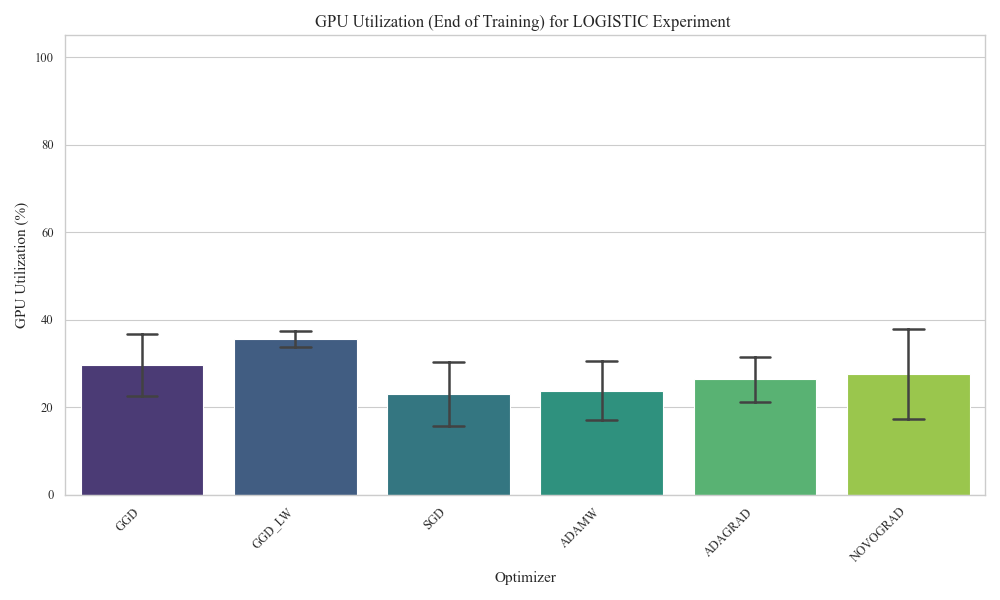 GPU Utilization (End of Training) for LOGISTIC Experiment
GPU Utilization (%)
100
80
60
40
20
0
GGD
GGD_LW
SGD
ADAMW
ADAGRAD
NOVOGRAD
Optimizer